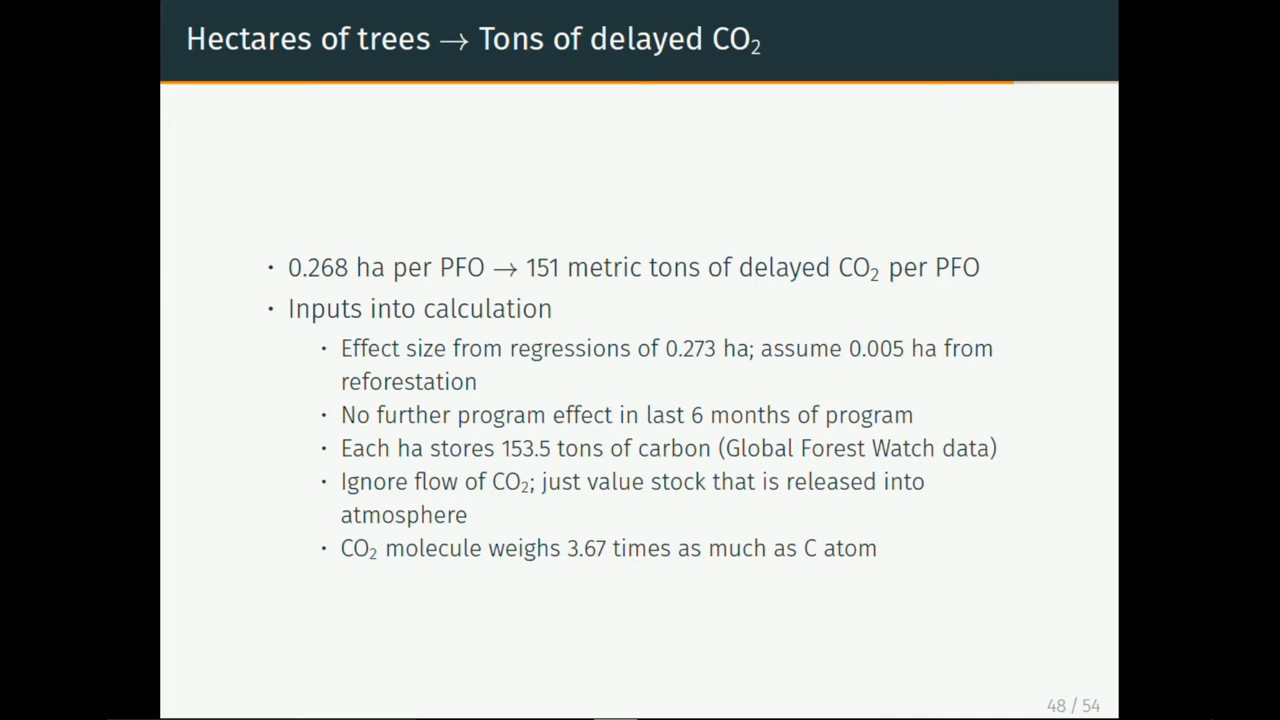 Hectares of trees → Tons of delayed CO₂
• 0.268 ha per PFO → 151 metric tons of delayed CO₂ per PFO
• Inputs into calculation
• Effect size from regressions of 0.273 ha; assume 0.005 ha from
reforestation
• No further program effect in last 6 months of program
• Each ha stores 153.5 tons of carbon (Global Forest Watch data)
• Ignore flow of CO₂; just value stock that is released into
atmosphere
• CO₂ molecule weighs 3.67 times as much as C atom
48 / 54